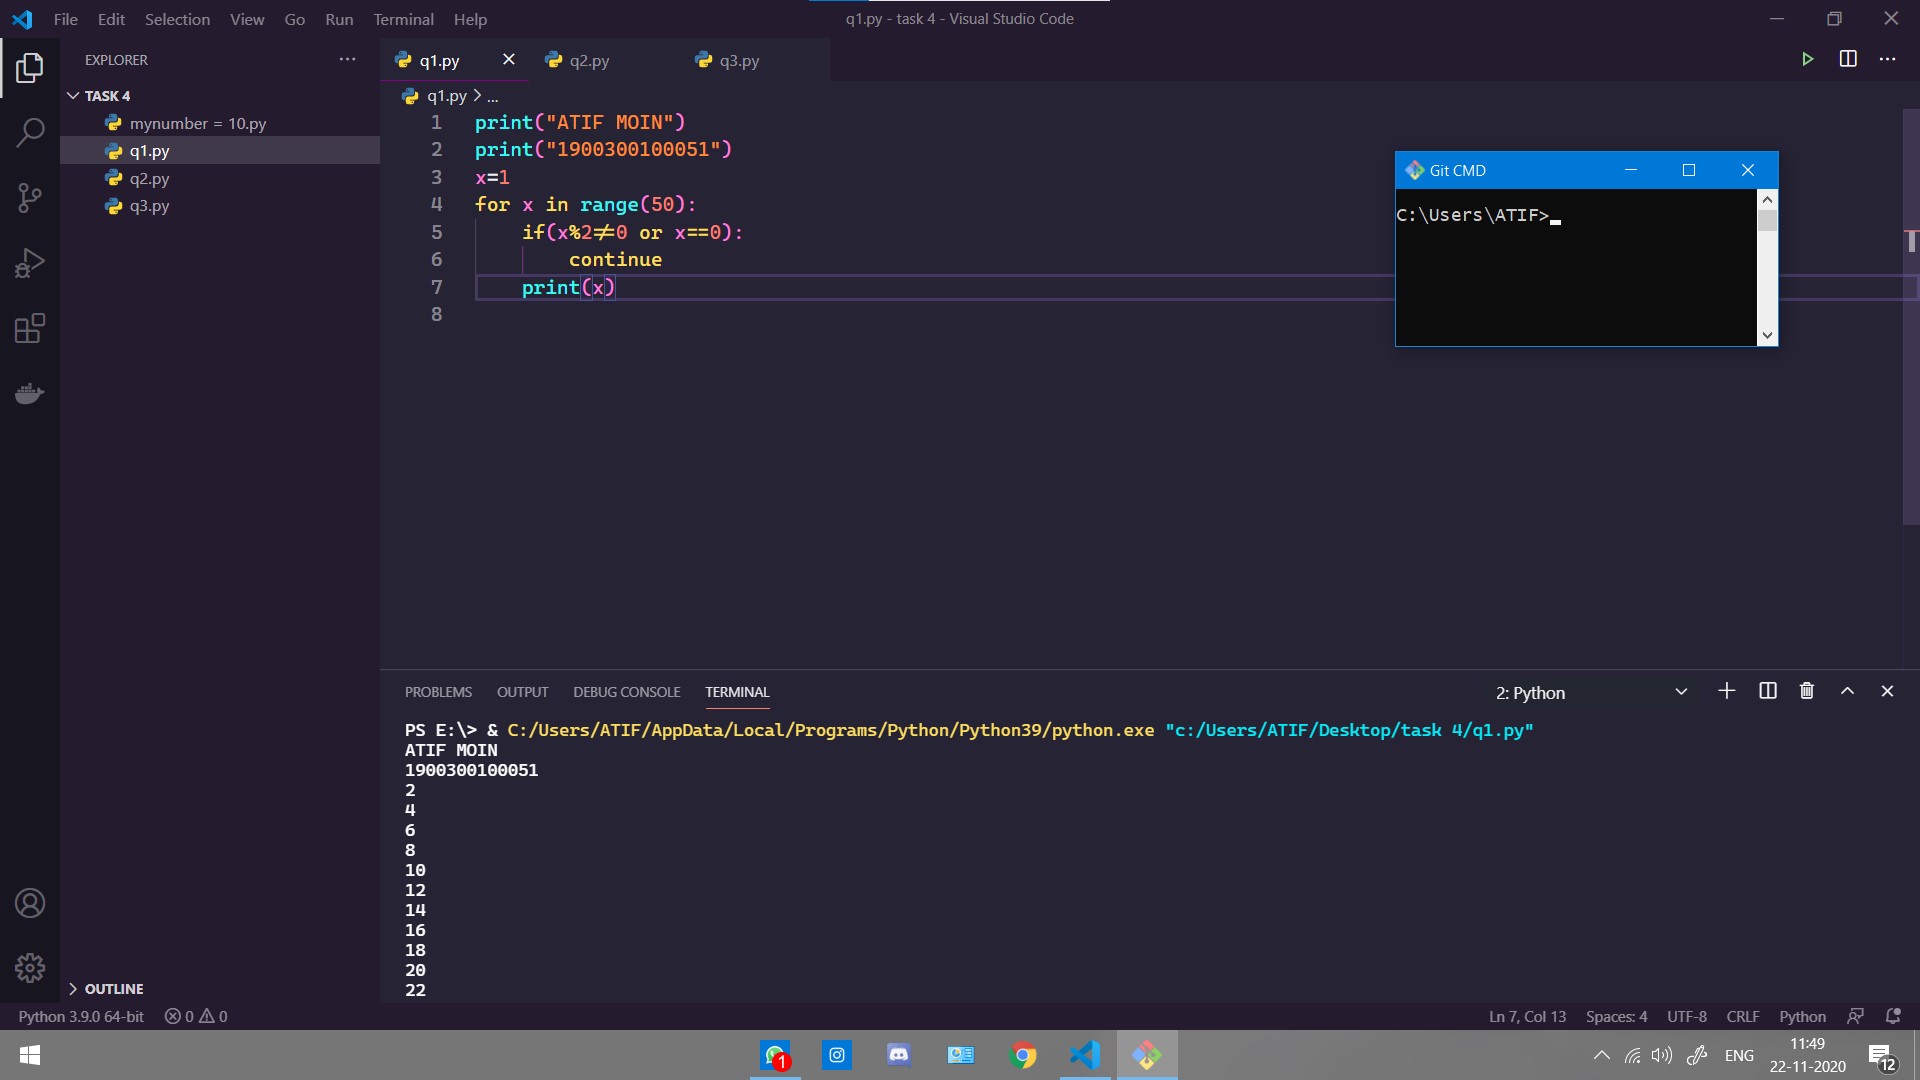 File Edit Selection View Go Run Terminal Help
q1.py - task 4 - Visual Studio Code
EXPLORER
q1.py
q2.py
q3.py
TASK 4
mynumber = 10.py
q1.py
q2.py
q3.py
OUTLINE
q1.py > ...
1 print("ATIF MOIN")
2 print("1900300100051")
3 x=1
4 for x in range(50):
5 if(x%2≠0 or x==0):
6 continue
7 print(x)
8
Git CMD
C:\Users\ATIF>
PROBLEMS OUTPUT DEBUG CONSOLE TERMINAL
2: Python
PS E:\> & C:/Users/ATIF/AppData/Local/Programs/Python/Python39/python.exe "c:/Users/ATIF/Desktop/task 4/q1.py"
ATIF MOIN
1900300100051
2
4
6
8
10
12
14
16
18
20
22
Python 3.9.0 64-bit 0 0
Ln 7, Col 13 Spaces: 4 UTF-8 CRLF Python
1
ENG
11:49
22-11-2020
12